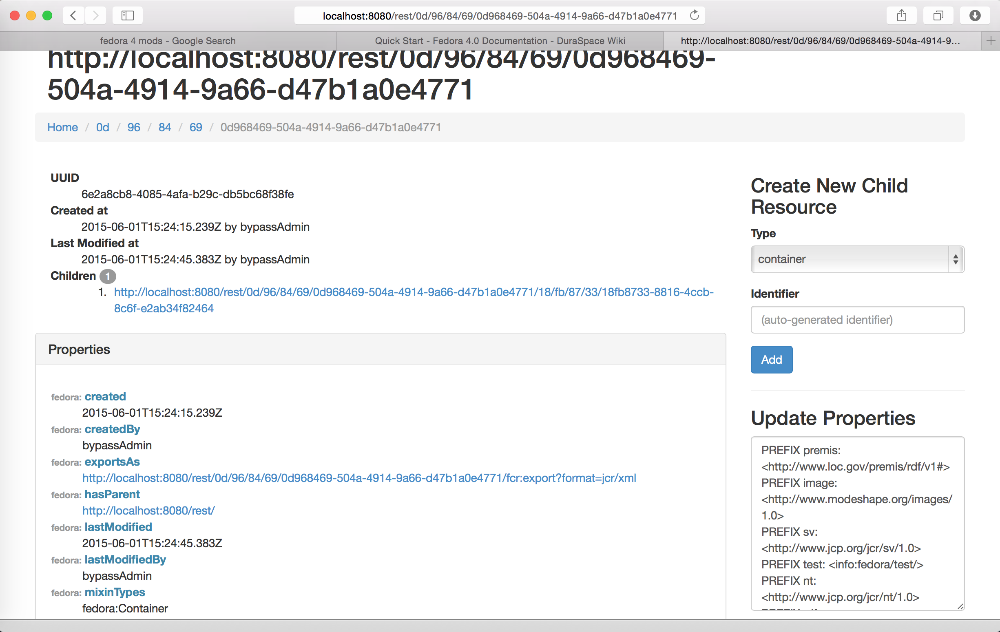 localhost:8080/rest/0d/96/84/69/0d968469-504a-4914-9a66-d47b1a0e4771
fedora 4 mods - Google Search
Quick Start - Fedora 4.0 Documentation - DuraSpace Wiki
http://localhost:8080/rest/0d/96/84/69/0d968469-504a-4914-9...
http://localhost:8080/rest/0d/96/84/69/0d968469-
504a-4914-9a66-d47b1a0e4771
Home / 0d / 96 / 84 / 69 / 0d968469-504a-4914-9a66-d47b1a0e4771
UUID
6e2a8cb8-4085-4afa-b29c-db5bc68f38fe
Created at
2015-06-01T15:24:15.239Z by bypassAdmin
Last Modified at
2015-06-01T15:24:45.383Z by bypassAdmin
Children 1
1. http://localhost:8080/rest/0d/96/84/69/0d968469-504a-4914-9a66-d47b1a0e4771/18/fb/87/33/18fb8733-8816-4ccb-
8c6f-e2ab34f82464
Properties
fedora: created
2015-06-01T15:24:15.239Z
fedora: createdBy
bypassAdmin
fedora: exportsAs
http://localhost:8080/rest/0d/96/84/69/0d968469-504a-4914-9a66-d47b1a0e4771/fcr:export?format=jcr/xml
fedora: hasParent
http://localhost:8080/rest/
fedora: lastModified
2015-06-01T15:24:45.383Z
fedora: lastModifiedBy
bypassAdmin
fedora: mixinTypes
fedora:Container
Create New Child
Resource
Type
container
Identifier
(auto-generated identifier)
Add
Update Properties
PREFIX premis:
<http://www.loc.gov/premis/rdf/v1#>
PREFIX image:
<http://www.modeshape.org/images/
1.0>
PREFIX sv:
<http://www.jcp.org/jcr/sv/1.0>
PREFIX test: <info:fedora/test/>
PREFIX nt:
<http://www.jcp.org/jcr/nt/1.0>